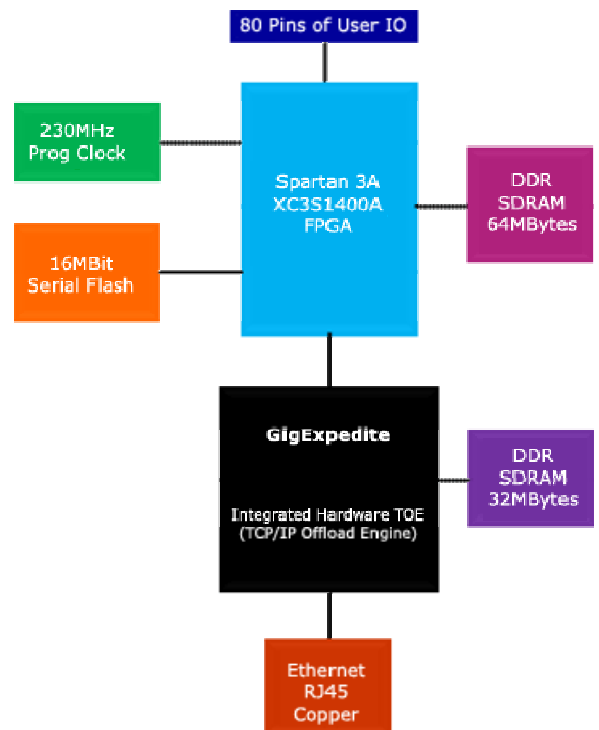 80 Pins of User IO
230MHz
Prog Clock
Spartan 3A
XC3S1400A
FPGA
DDR
SDRAM
64MBytes
16MBit
Serial Flash
GigExpedite
Integrated Hardware TOE
(TCP/IP Offload Engine)
DDR
SDRAM
32MBytes
Ethernet
RJ45
Copper